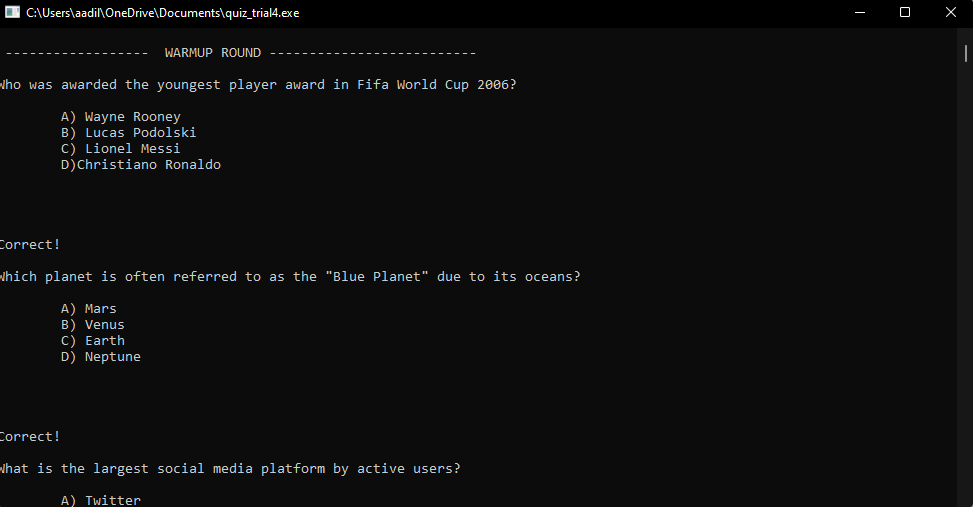 C:\Users\aadil\OneDrive\Documents\quiz_trial4.exe
------------------ WARMUP ROUND --------------------------
Who was awarded the youngest player award in Fifa World Cup 2006?
A) Wayne Rooney
B) Lucas Podolski
C) Lionel Messi
D)Christiano Ronaldo
Correct!
Which planet is often referred to as the "Blue Planet" due to its oceans?
A) Mars
B) Venus
C) Earth
D) Neptune
Correct!
What is the largest social media platform by active users?
A) Twitter